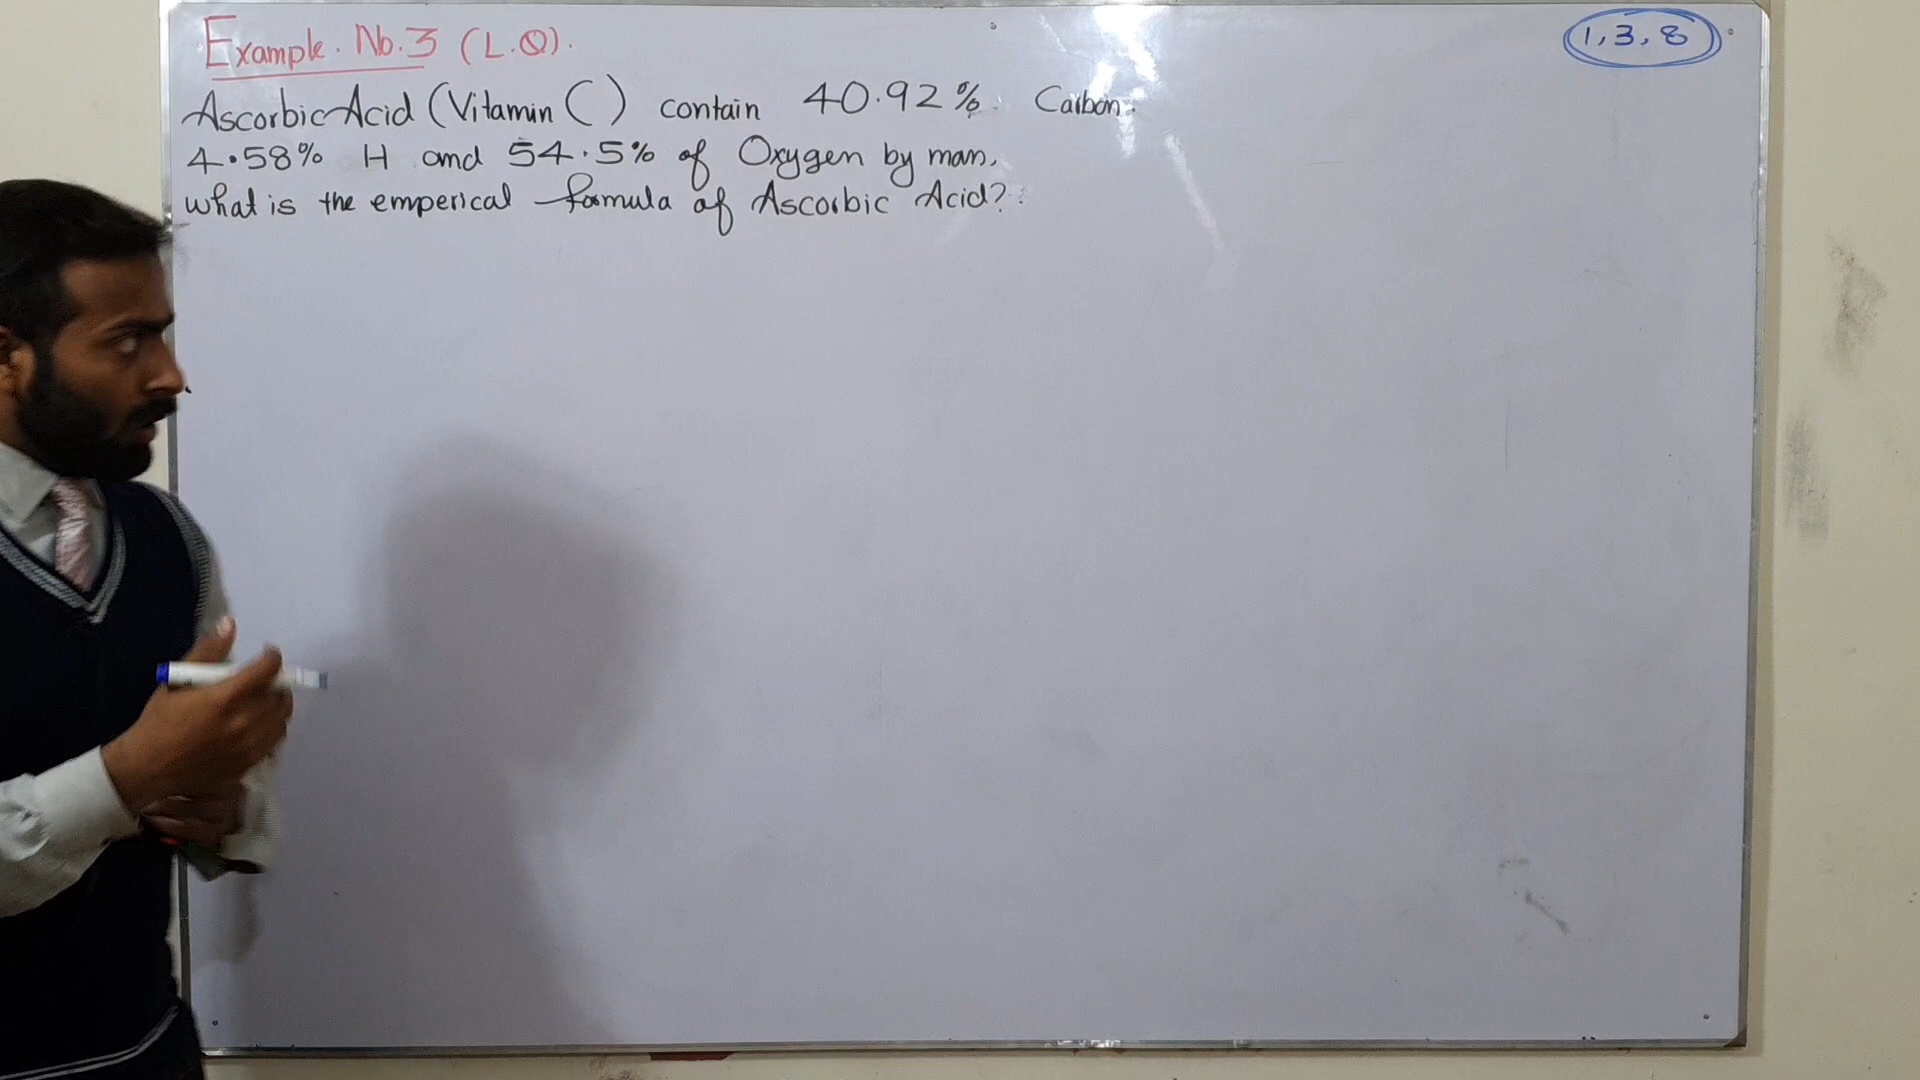 Example. No.3 (L.Q).
1, 3, 8
Ascorbic Acid (Vitamin C) contain 40.92% Carbon.
4.58% H and 54.5% of Oxygen by mass.
what is the emperical formula of Ascorbic Acid?